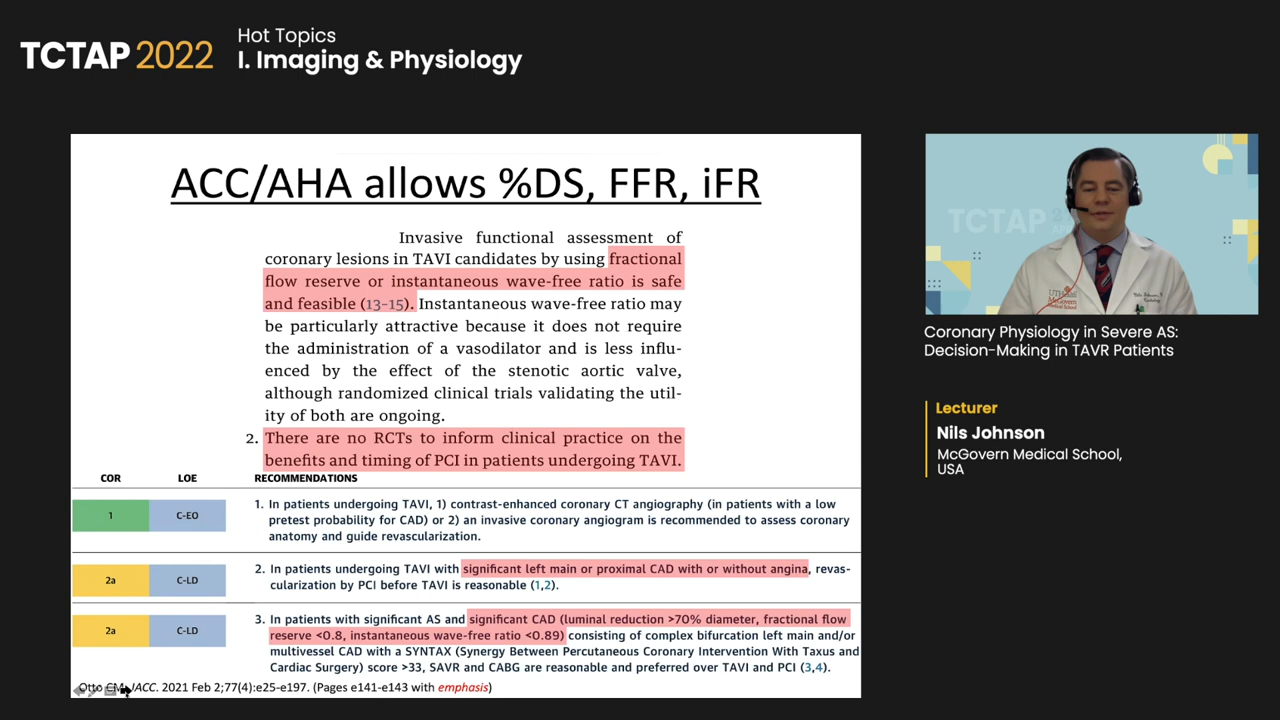 TCTAP 2022
Hot Topics
I. Imaging & Physiology
ACC/AHA allows %DS, FFR, iFR
Invasive functional assessment of
coronary lesions in TAVI candidates by using fractional
flow reserve or instantaneous wave-free ratio is safe
and feasible (13-15). Instantaneous wave-free ratio may
be particularly attractive because it does not require
the administration of a vasodilator and is less influ-
enced by the effect of the stenotic aortic valve,
although randomized clinical trials validating the util-
ity of both are ongoing.
2. There are no RCTs to inform clinical practice on the
benefits and timing of PCI in patients undergoing TAVI.
COR LOE RECOMMENDATIONS
1 C-EO
1. In patients undergoing TAVI, 1) contrast-enhanced coronary CT angiography (in patients with a low
pretest probability for CAD) or 2) an invasive coronary angiogram is recommended to assess coronary
anatomy and guide revascularization.
2a C-LD
2. In patients undergoing TAVI with significant left main or proximal CAD with or without angina, revas-
cularization by PCI before TAVI is reasonable (1,2).
2a C-LD
3. In patients with significant AS and significant CAD (luminal reduction >70% diameter, fractional flow
reserve <0.8, instantaneous wave-free ratio <0.89) consisting of complex bifurcation left main and/or
multivessel CAD with a SYNTAX (Synergy Between Percutaneous Coronary Intervention With Taxus and
Cardiac Surgery) score >33, SAVR and CABG are reasonable and preferred over TAVI and PCI (3,4).
Otto CM. JACC. 2021 Feb 2;77(4):e25-e197. (Pages e141-e143 with emphasis)
TCTAP
UTHealth
McGovern
Medical School
Coronary Physiology in Severe AS:
Decision-Making in TAVR Patients
Lecturer
Nils Johnson
McGovern Medical School,
USA